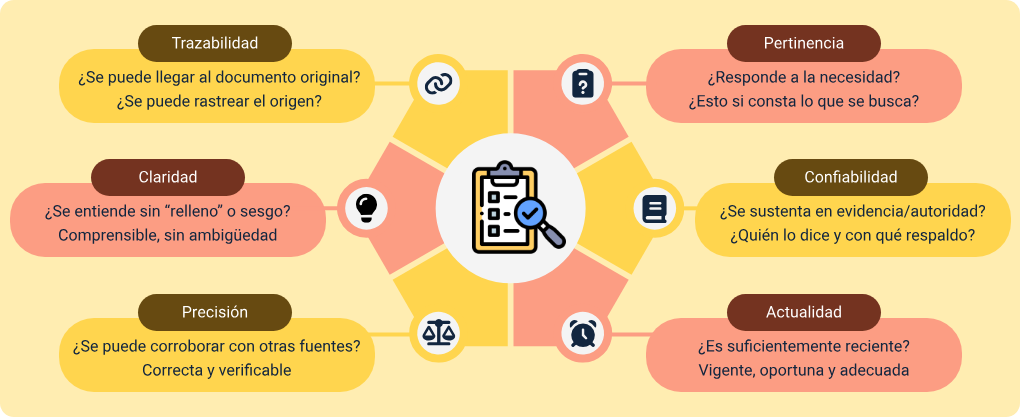 Trazabilidad
¿Se puede llegar al documento original?
¿Se puede rastrear el origen?
Pertinencia
¿Responde a la necesidad?
¿Esto si consta lo que se busca?
Claridad
¿Se entiende sin “relleno” o sesgo?
Comprensible, sin ambigüedad
Confiabilidad
¿Se sustenta en evidencia/autoridad?
¿Quién lo dice y con qué respaldo?
Precisión
¿Se puede corroborar con otras fuentes?
Correcta y verificable
Actualidad
¿Es suficientemente reciente?
Vigente, oportuna y adecuada